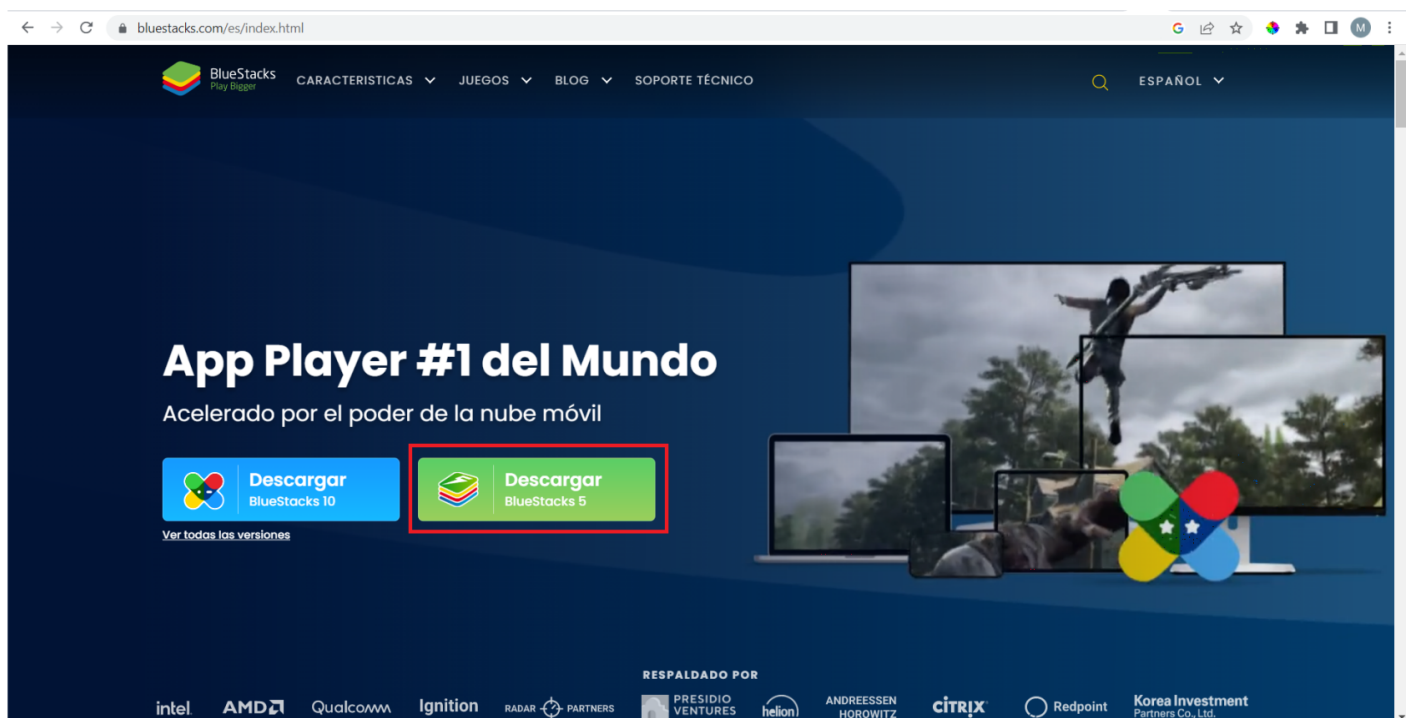 bluestacks.com/es/index.html
G
M
BlueStacks
Play Bigger
CARACTERISTICAS
JUEGOS
BLOG
SOPORTE TÉCNICO
ESPAÑOL
App Player #1 del Mundo
Acelerado por el poder de la nube móvil
Descargar
BlueStacks 10
Descargar
BlueStacks 5
Ver todas las versiones
RESPALDADO POR
intel.
AMD
Qualcomm
Ignition
RADAR PARTNERS
PRESIDIO
VENTURES
helion
ANDREESSEN
HOROWITZ
CİTRIX
Redpoint
Korea Investment
Partners Co., Ltd.